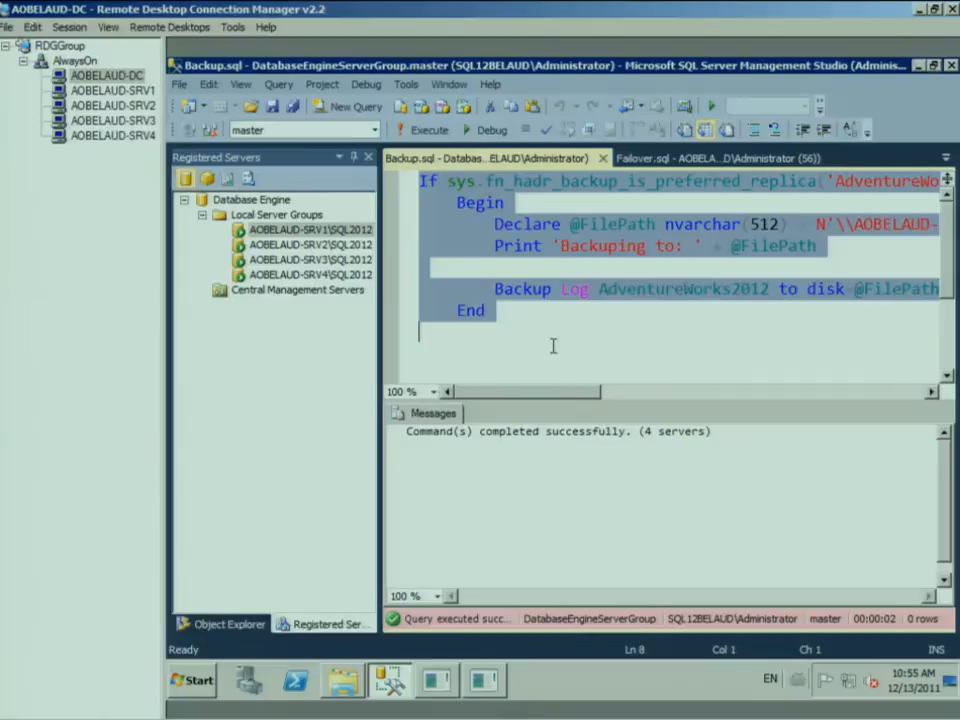 AOBELAUD-DC - Remote Desktop Connection Manager v2.2
File Edit Session View Remote Desktops Tools Help
RDGGroup
AlwaysOn
AOBELAUD-DC
AOBELAUD-SRV1
AOBELAUD-SRV2
AOBELAUD-SRV3
AOBELAUD-SRV4
Backup.sql - DatabaseEngineServerGroup.master (SQL12BELAUD\Administrator) - Microsoft SQL Server Management Studio (Adminis...
File Edit View Query Project Debug Tools Window Help
New Query
master
Execute Debug
Registered Servers
Database Engine
Local Server Groups
AOBELAUD-SRV1\SQL2012
AOBELAUD-SRV2\SQL2012
AOBELAUD-SRV3\SQL2012
AOBELAUD-SRV4\SQL2012
Central Management Servers
Object Explorer
Registered Ser...
Backup.sql - Databas...ELAUD\Administrator)
Failover.sql - AOBELA...D\Administrator (56))
If sys.fn_hadr_backup_is_preferred_replica('AdventureWo
Begin
Declare @FilePath nvarchar(512) = N'\\AOBELAUD-
Print 'Backuping to: ' + @FilePath
Backup Log AdventureWorks2012 to disk=@FilePath
End
100 %
Messages
Command(s) completed successfully. (4 servers)
100 %
Query executed succ... DatabaseEngineServerGroup SQL12BELAUD\Administrator master 00:00:02 0 rows
Ready Ln 8 Col 1 Ch 1 INS
Start
EN
10:55 AM
12/13/2011